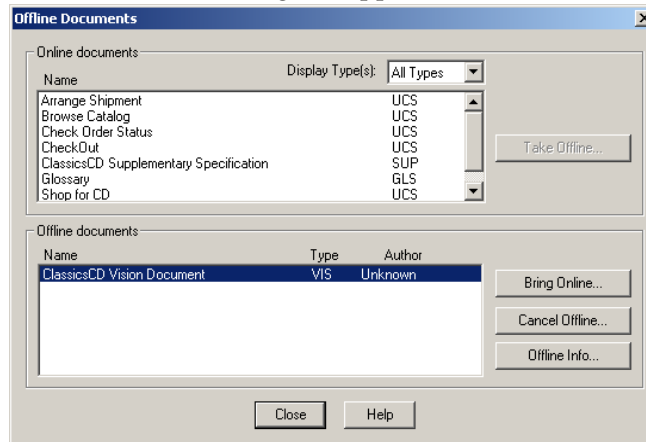 Offline Documents
Online documents
Name Display Type(s): All Types
Arrange Shipment UCS
Browse Catalog UCS
Check Order Status UCS
CheckOut UCS
ClassicsCD Supplementary Specification SUP
Glossary GLS
Shop for CD UCS
Take Offline...
Offline documents
Name Type Author
ClassicsCD Vision Document VIS Unknown
Bring Online...
Cancel Offline...
Offline Info...
Close Help